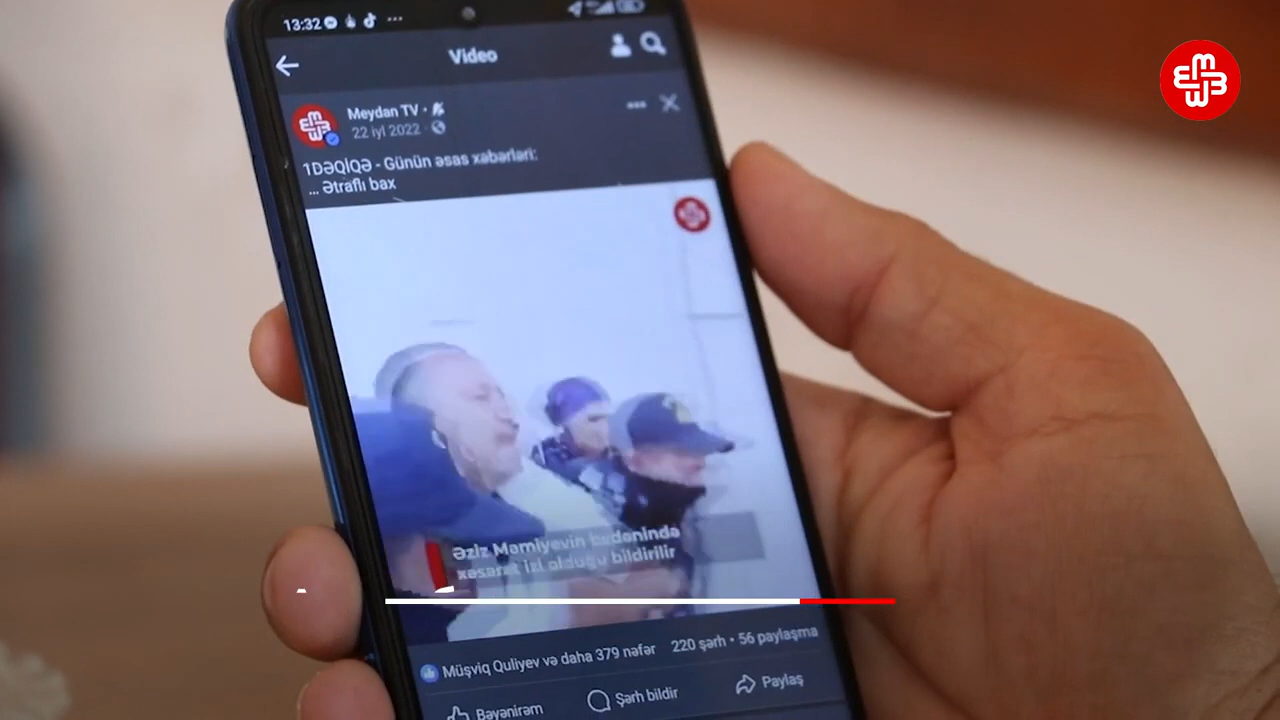 13:32
Video
Meydan TV
22 iyl 2022
1DƏQİQƏ - Günün əsas xəbərləri:
... Ətraflı bax
Əziz Məmiyevin bədənində
xəsarət izi olduğu bildirilir
Müşviq Quliyev və daha 379 nəfər 220 şərh • 56 paylaşma
Bəyənirəm Şərh bildir Paylaş